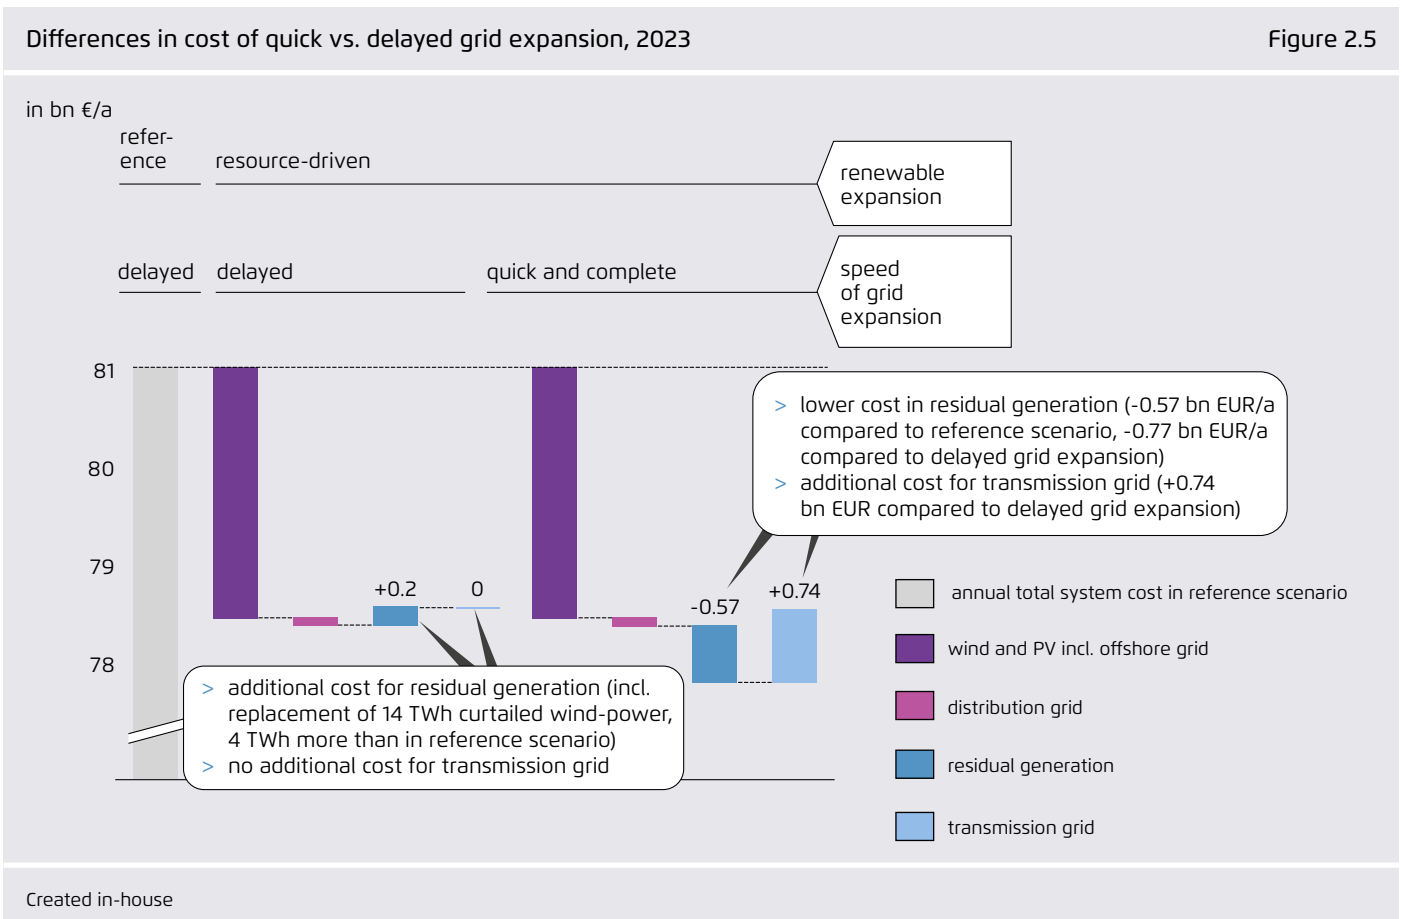 Differences in cost of quick vs. delayed grid expansion, 2023
Figure 2.5
in bn €/a
refer-
ence
resource-driven
renewable
expansion
delayed
delayed
quick and complete
speed
of grid
expansion
81
80
79
78
+0.2
0
-0.57
+0.74
> lower cost in residual generation (-0.57 bn EUR/a
compared to reference scenario, -0.77 bn EUR/a
compared to delayed grid expansion)
> additional cost for transmission grid (+0.74
bn EUR compared to delayed grid expansion)
> additional cost for residual generation (incl.
replacement of 14 TWh curtailed wind-power,
4 TWh more than in reference scenario)
> no additional cost for transmission grid
annual total system cost in reference scenario
wind and PV incl. offshore grid
distribution grid
residual generation
transmission grid
Created in-house